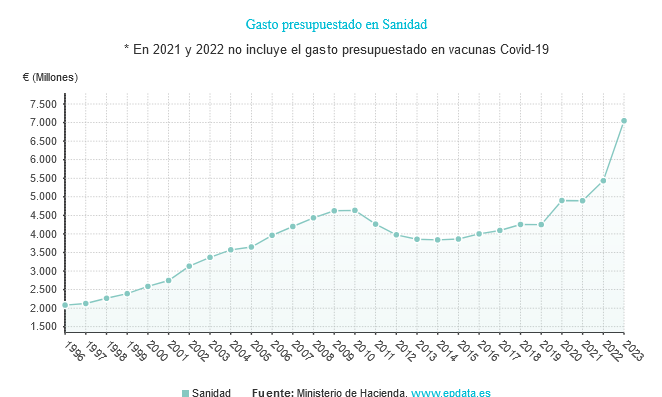 Gasto presupuestado en Sanidad
* En 2021 y 2022 no incluye el gasto presupuestado en vacunas Covid-19
€ (Millones)
7.500
7.000
6.500
6.000
5.500
5.000
4.500
4.000
3.500
3.000
2.500
2.000
1.500
1996 1997 1998 1999 2000 2001 2002 2003 2004 2005 2006 2007 2008 2009 2010 2011 2012 2013 2014 2015 2016 2017 2018 2019 2020 2021 2022 2023
Sanidad Fuente: Ministerio de Hacienda, www.epdata.es